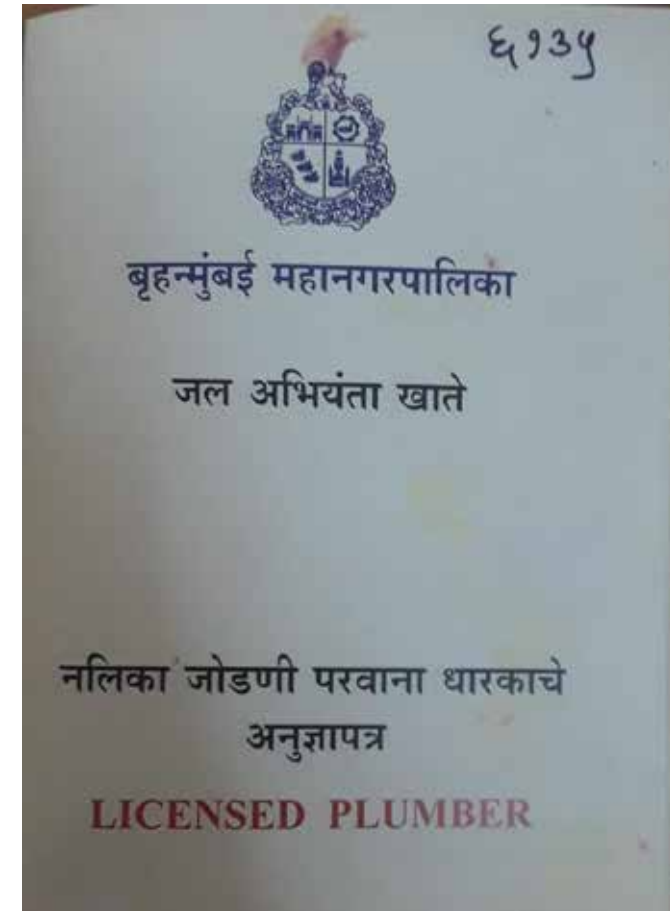 ६१३५
बृहन्मुंबई महानगरपालिका
जल अभियंता खाते
नलिका जोडणी परवाना धारकाचे
अनुज्ञापत्र
LICENSED PLUMBER